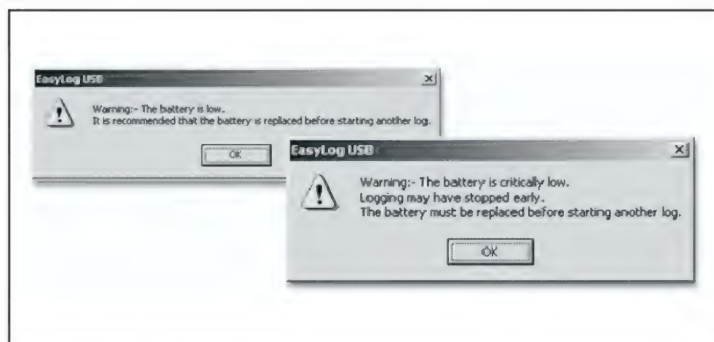 EasyLog USB
Warning:- The battery is low.
It is recommended that the battery is replaced before starting another log.
OK
EasyLog USB
Warning:- The battery is critically low.
Logging may have stopped early.
The battery must be replaced before starting another log.
OK